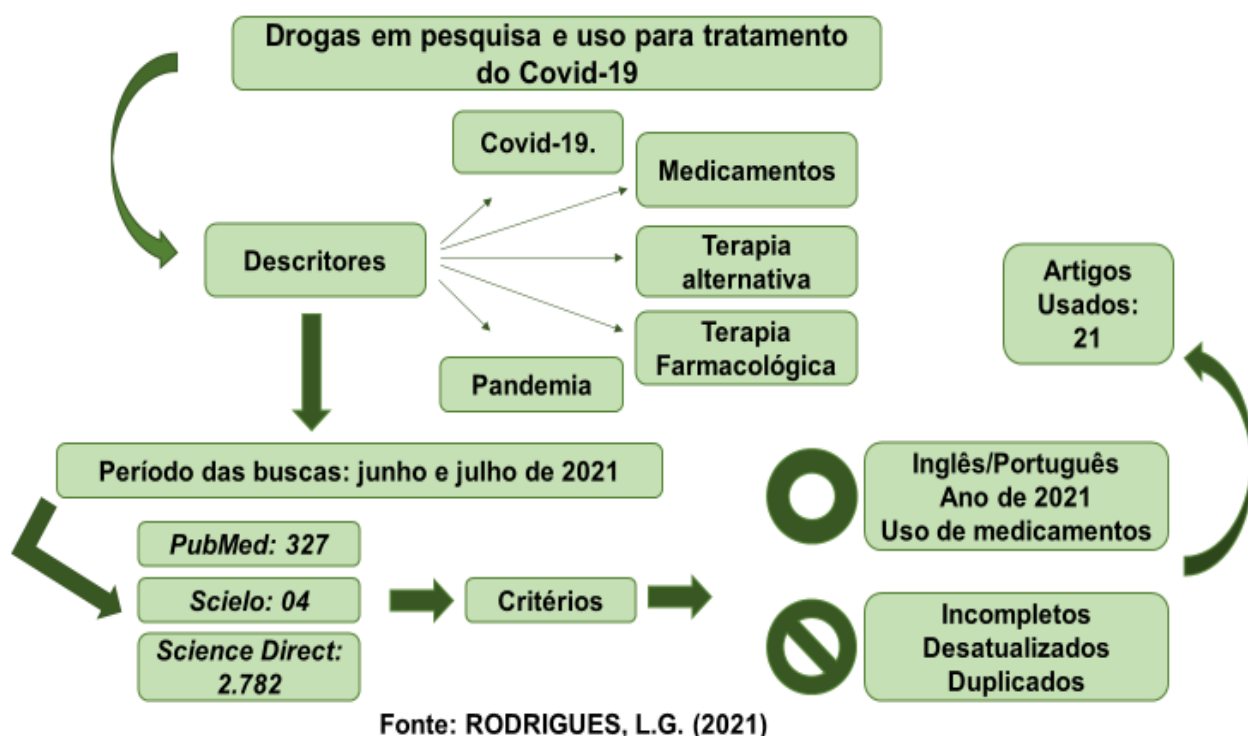 Drogas em pesquisa e uso para tratamento
do Covid-19
Covid-19.
Medicamentos
Descritores
Terapia
alternativa
Terapia
Farmacológica
Pandemia
Artigos
Usados:
21
Período das buscas: junho e julho de 2021
PubMed: 327
Scielo: 04
Science Direct:
2.782
Critérios
Inglês/Português
Ano de 2021
Uso de medicamentos
Incompletos
Desatualizados
Duplicados
Fonte: RODRIGUES, L.G. (2021)